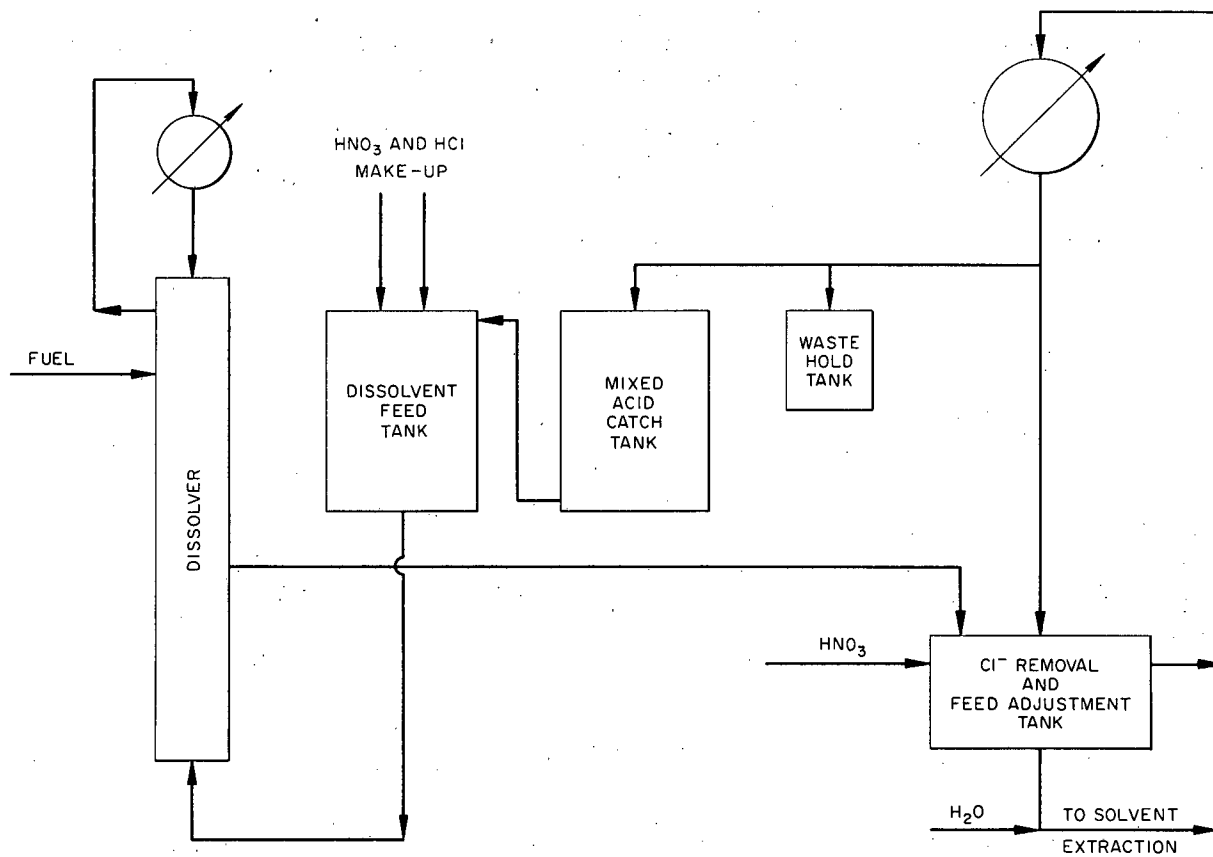 HNO₃ AND HCl
MAKE-UP
FUEL
DISSOLVER
DISSOLVENT
FEED
TANK
MIXED
ACID
CATCH
TANK
WASTE
HOLD
TANK
HNO₃
Cl⁻ REMOVAL
AND
FEED ADJUSTMENT
TANK
H₂O
TO SOLVENT
EXTRACTION